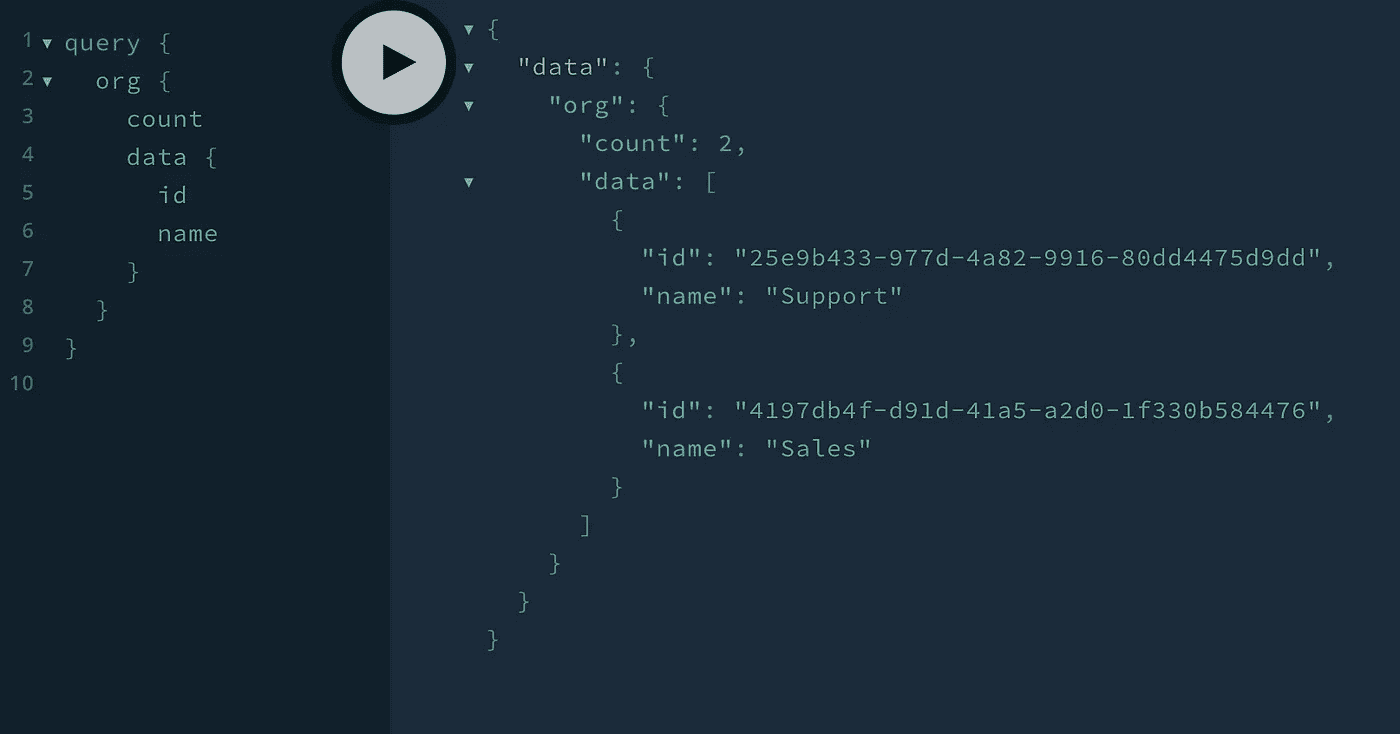 1 query {
2 org {
3 count
4 data {
5 id
6 name
7 }
8 }
9 }
10
{
"data": {
"org": {
"count": 2,
"data": [
{
"id": "25e9b433-977d-4a82-9916-80dd4475d9dd",
"name": "Support"
},
{
"id": "4197db4f-d91d-41a5-a2d0-1f330b584476",
"name": "Sales"
}
]
}
}
}